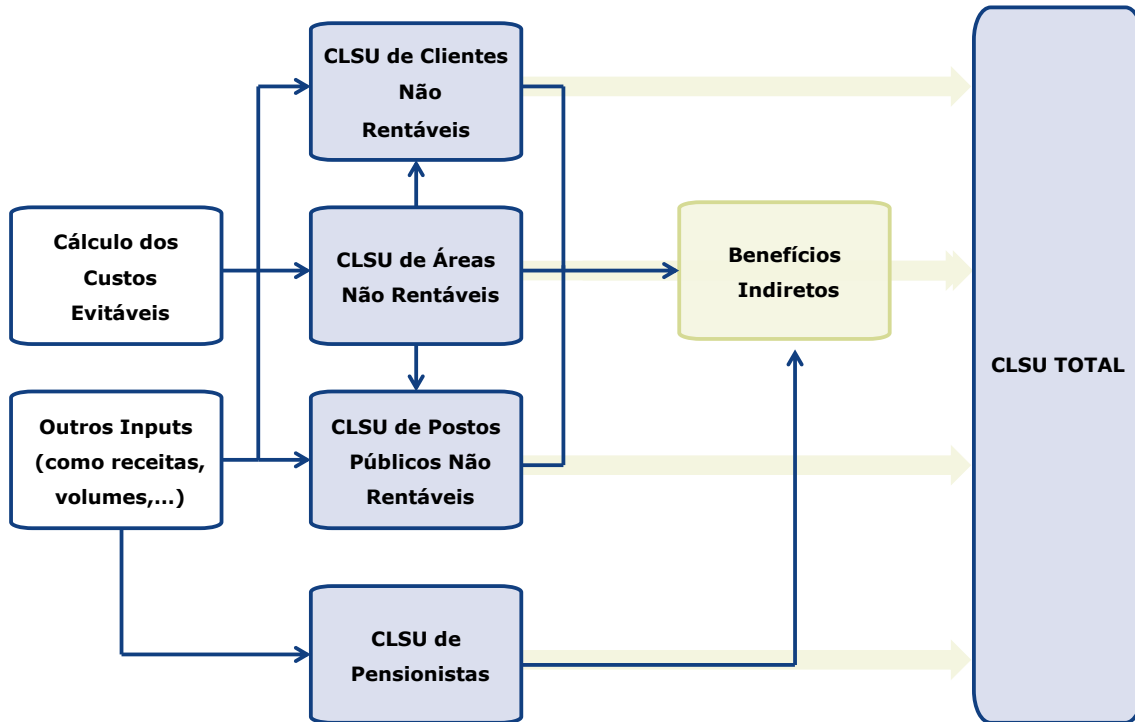 CLSU de Clientes
Não
Rentáveis
Cálculo dos
Custos
Evitáveis
CLSU de Áreas
Não Rentáveis
Benefícios
Indiretos
CLSU TOTAL
Outros Inputs
(como receitas,
volumes,...)
CLSU de Postos
Públicos Não
Rentáveis
CLSU de
Pensionistas